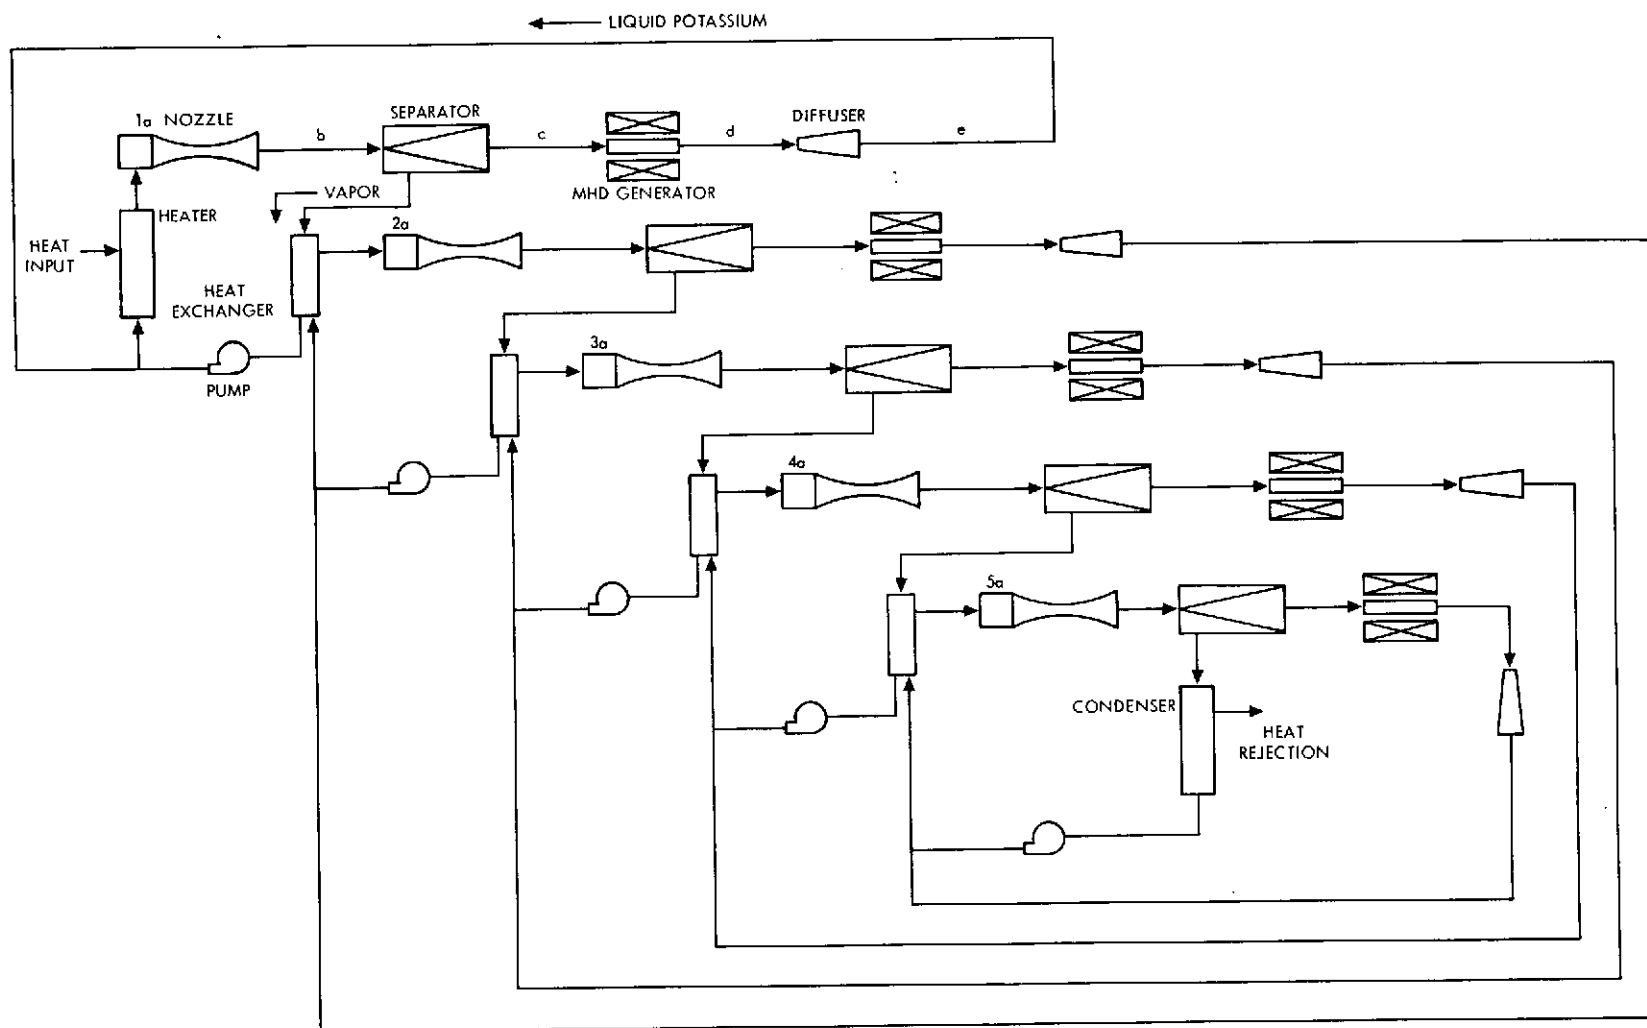 LIQUID POTASSIUM
1a NOZZLE
b
SEPARATOR
c
d
DIFFUSER
e
MHD GENERATOR
VAPOR
HEATER
HEAT
INPUT
2a
HEAT
EXCHANGER
PUMP
3a
4a
5a
CONDENSER
HEAT
REJECTION